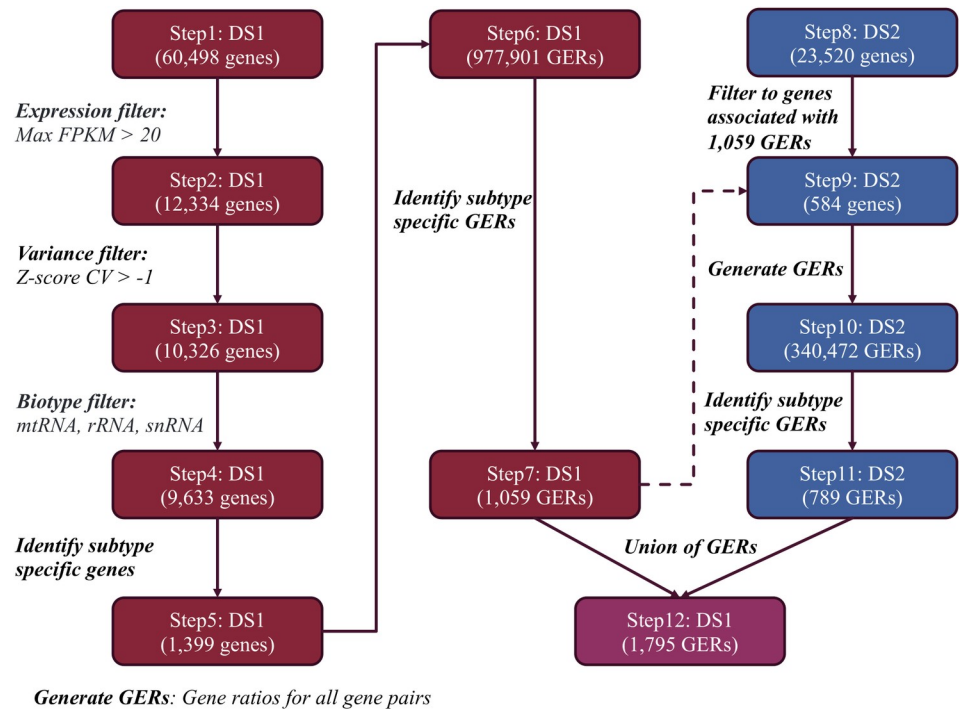 Step1: DS1
(60,498 genes)
Expression filter:
Max FPKM > 20
Step2: DS1
(12,334 genes)
Variance filter:
Z-score CV > -1
Step3: DS1
(10,326 genes)
Biotype filter:
mtRNA, rRNA, snRNA
Step4: DS1
(9,633 genes)
Identify subtype
specific genes
Step5: DS1
(1,399 genes)
Step6: DS1
(977,901 GERs)
Identify subtype
specific GERs
Step7: DS1
(1,059 GERs)
Step8: DS2
(23,520 genes)
Filter to genes
associated with
1,059 GERs
Step9: DS2
(584 genes)
Generate GERs
Step10: DS2
(340,472 GERs)
Identify subtype
specific GERs
Step11: DS2
(789 GERs)
Union of GERs
Step12: DS1
(1,795 GERs)
Generate GERs: Gene ratios for all gene pairs